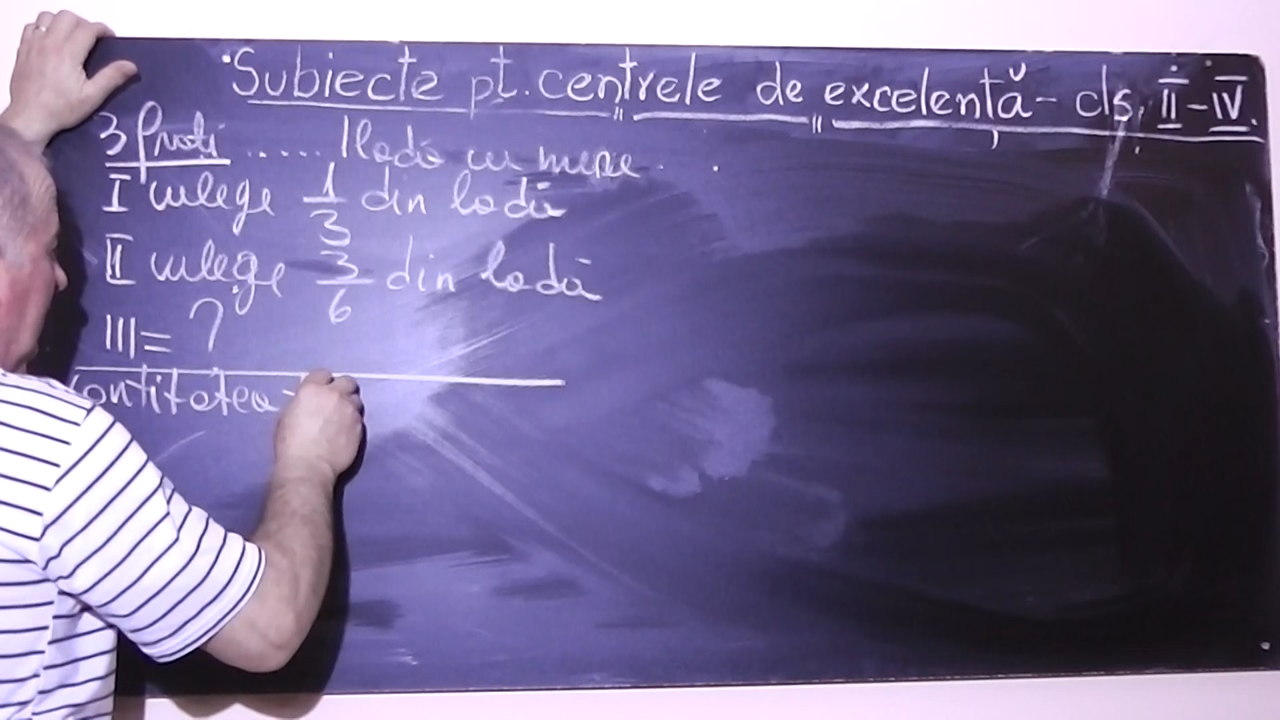 Subiecte pt. centrele de excelență - cls. II - IV.
3 frați ...... 1 ladă cu mere . .
I culege 1/3 din ladă
II culege 3/6 din ladă
III = ?
Cantitatea